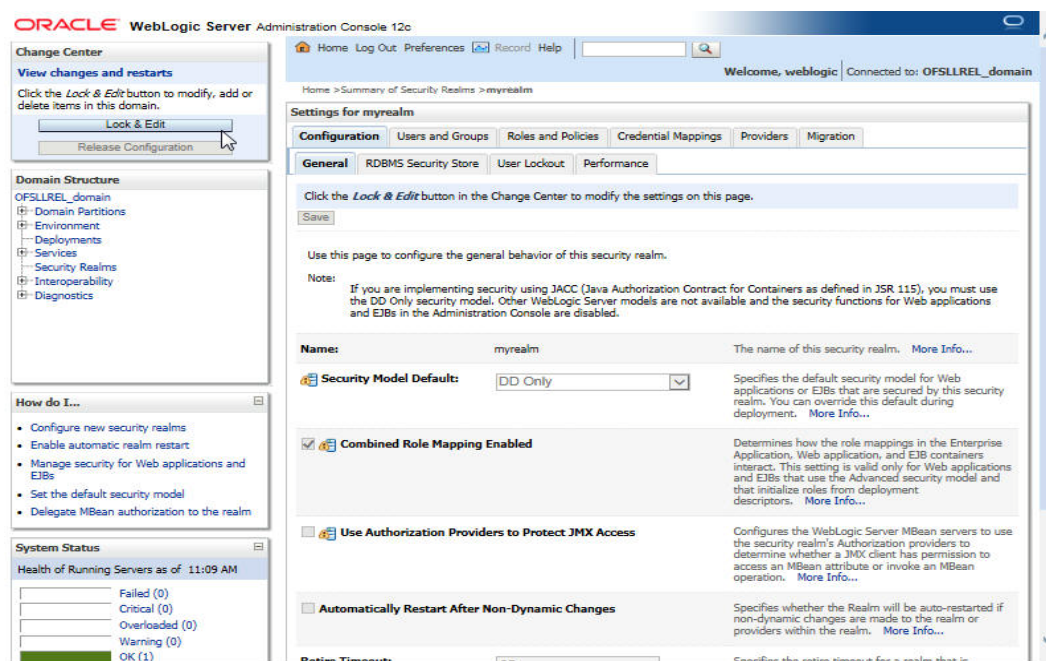 ORACLE WebLogic Server Administration Console 12c
Change Center
View changes and restarts
Click the Lock & Edit button to modify, add or
delete items in this domain.
Lock & Edit
Release Configuration
Domain Structure
OFSLLREL_domain
Domain Partitions
Environment
Deployments
Services
Security Realms
Interoperability
Diagnostics
How do I...
Configure new security realms
Enable automatic realm restart
Manage security for Web applications and
EJBs
Set the default security model
Delegate MBean authorization to the realm
System Status
Health of Running Servers as of 11:09 AM
Failed (0)
Critical (0)
Overloaded (0)
Warning (0)
OK (1)
Home Log Out Preferences Record Help
Welcome, weblogic Connected to: OFSLLREL_domain
Home >Summary of Security Realms >myrealm
Settings for myrealm
Configuration Users and Groups Roles and Policies Credential Mappings Providers Migration
General RDBMS Security Store User Lockout Performance
Click the Lock & Edit button in the Change Center to modify the settings on this page.
Save
Use this page to configure the general behavior of this security realm.
Note:
If you are implementing security using JACC (Java Authorization Contract for Containers as defined in JSR 115), you must use
the DD Only security model. Other WebLogic Server models are not available and the security functions for Web applications
and EJBs in the Administration Console are disabled.
Name: myrealm The name of this security realm. More Info...
Security Model Default: DD Only
Specifies the default security model for Web
applications or EJBs that are secured by this security
realm. You can override this default during
deployment. More Info...
Combined Role Mapping Enabled
Determines how the role mappings in the Enterprise
Application, Web application, and EJB containers
interact. This setting is valid only for Web applications
and EJBs that use the Advanced security model and
that initialize roles from deployment
descriptors. More Info...
Use Authorization Providers to Protect JMX Access
Configures the WebLogic Server MBean servers to use
the security realm's Authorization providers to
determine whether a JMX client has permission to
access an MBean attribute or invoke an MBean
operation. More Info...
Automatically Restart After Non-Dynamic Changes
Specifies whether the Realm will be auto-restarted if
non-dynamic changes are made to the realm or
providers within the realm. More Info...
Retire Timeout:
Specifies the retire timeout for a realm that is